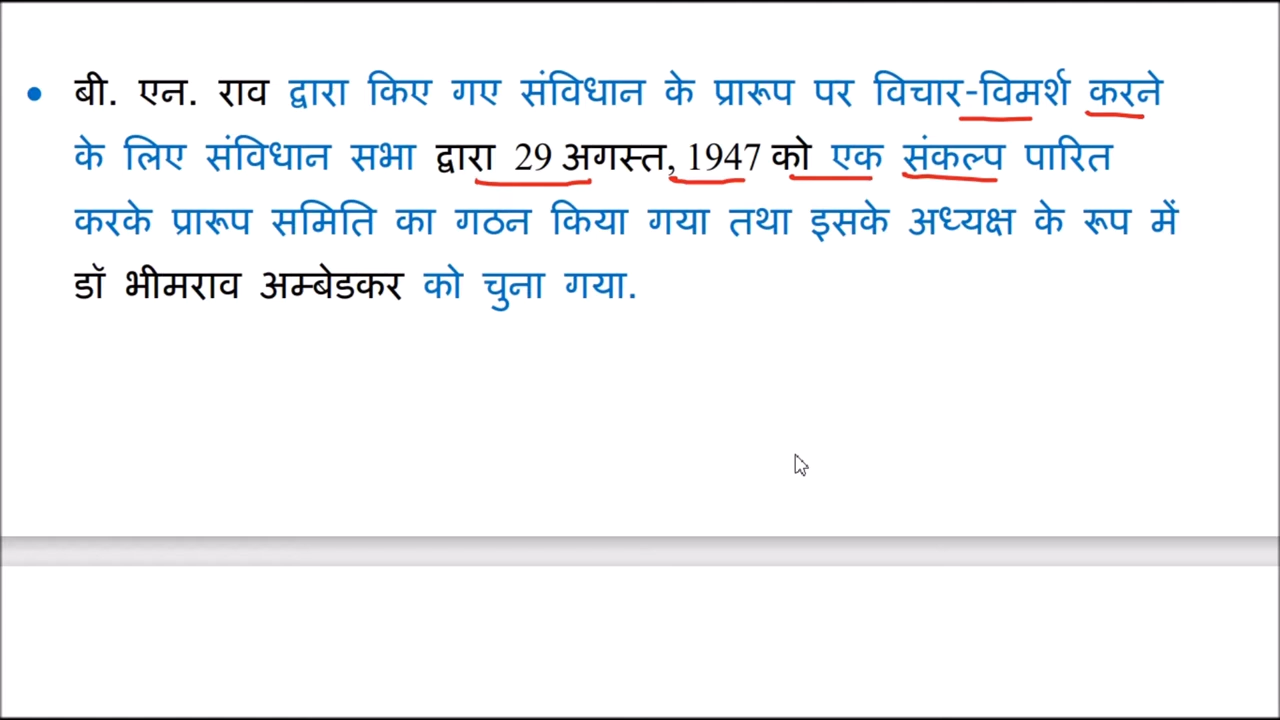 • बी. एन. राव द्वारा किए गए संविधान के प्रारूप पर विचार-विमर्श करने
के लिए संविधान सभा द्वारा 29 अगस्त, 1947 को एक संकल्प पारित
करके प्रारूप समिति का गठन किया गया तथा इसके अध्यक्ष के रूप में
डॉ भीमराव अम्बेडकर को चुना गया.